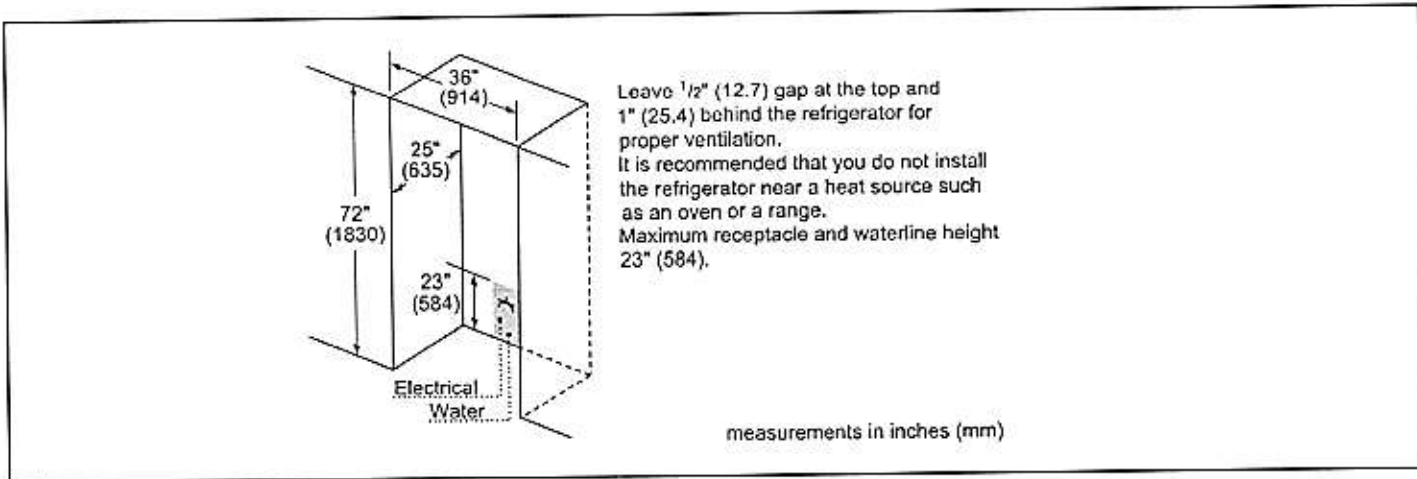 36"
(914)
25"
(635)
72"
(1830)
23"
(584)
Electrical
Water
Leave 1/2" (12.7) gap at the top and
1" (25.4) behind the refrigerator for
proper ventilation.
It is recommended that you do not install
the refrigerator near a heat source such
as an oven or a range.
Maximum receptacle and waterline height
23" (584).
measurements in inches (mm)